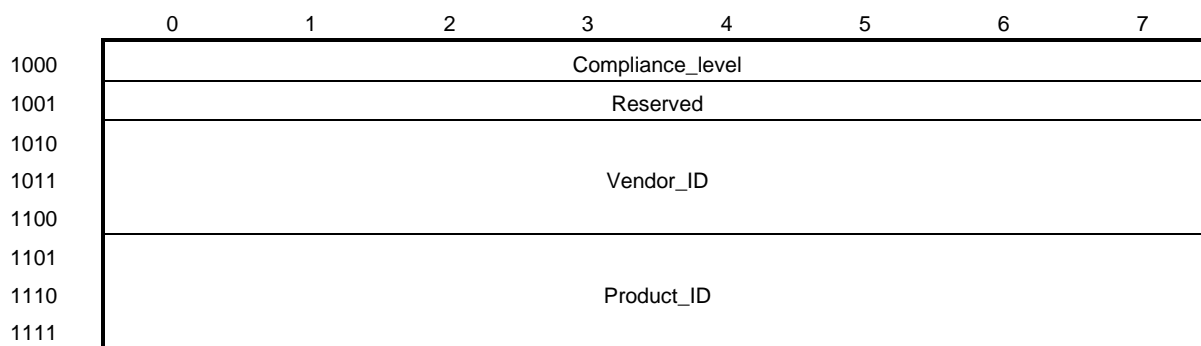 0 1 2 3 4 5 6 7
1000 Compliance_level
1001 Reserved
1010
1011 Vendor_ID
1100
1101
1110 Product_ID
1111